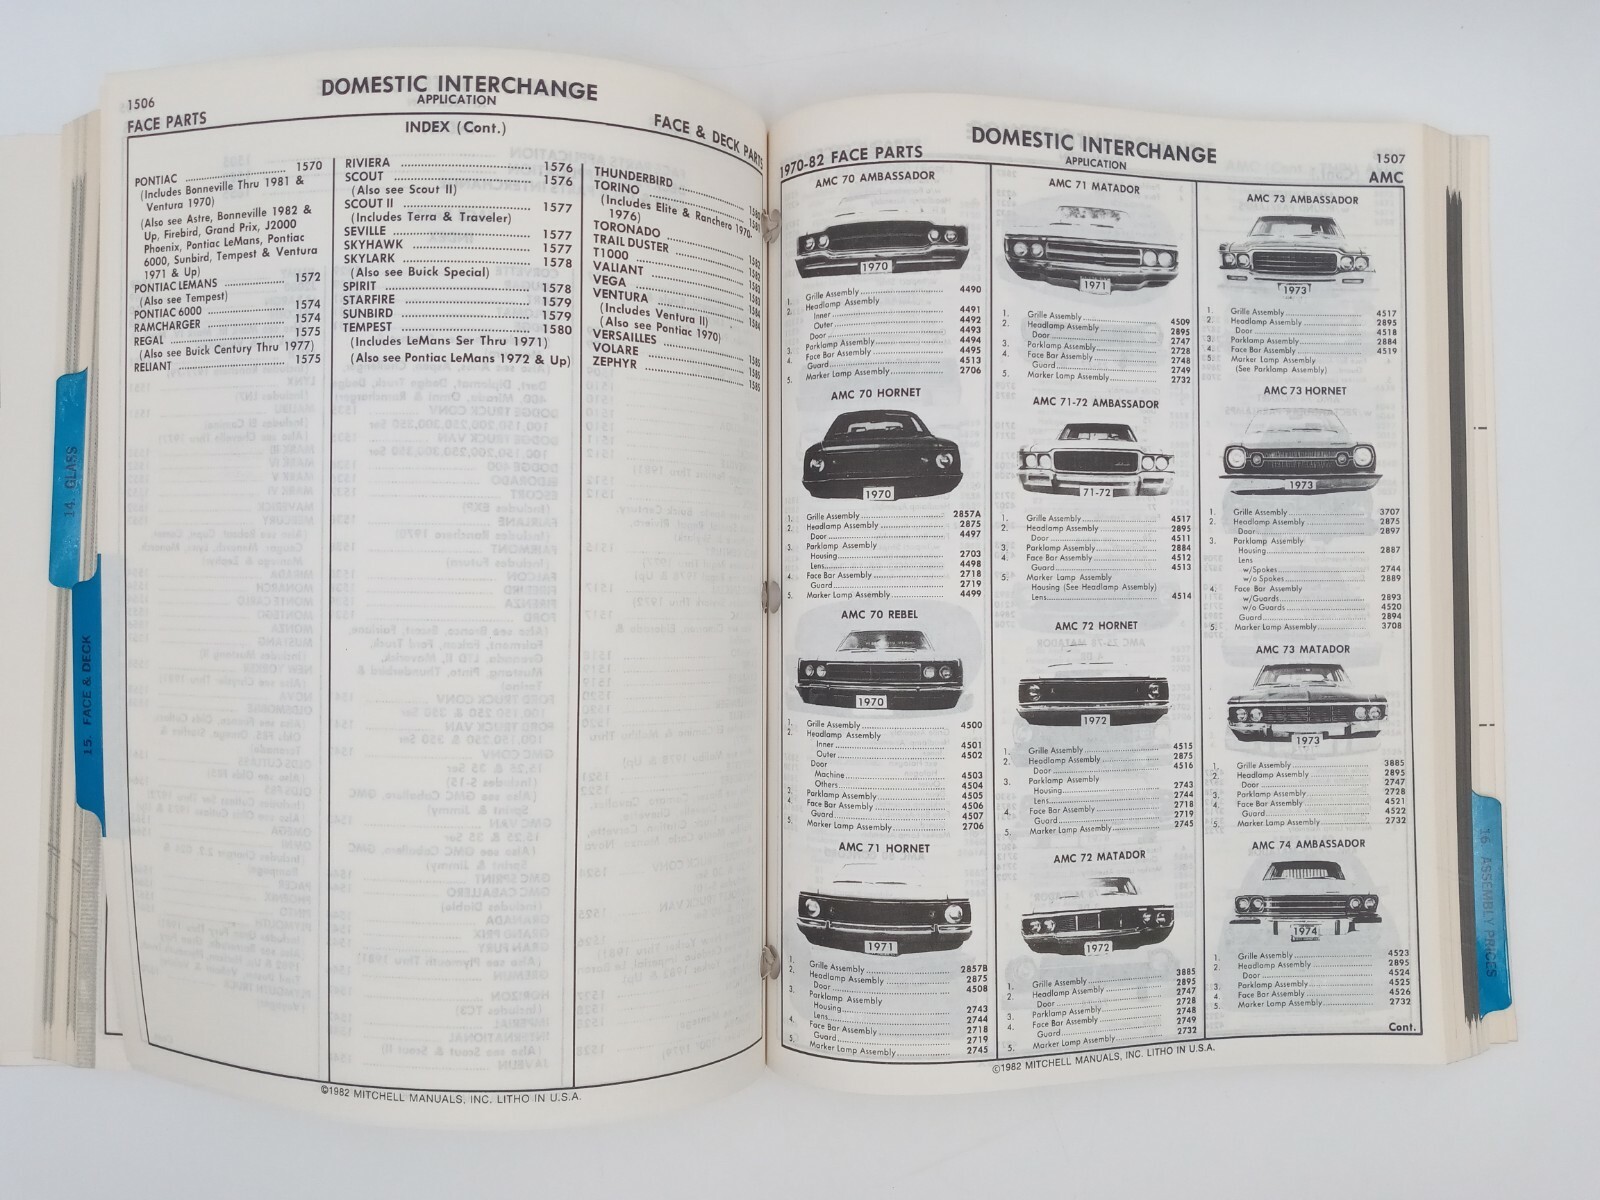 1506
DOMESTIC INTERCHANGE
APPLICATION
FACE PARTS
INDEX (Cont.)
FACE & DECK PARTS
PONTIAC 1570
(Includes Bonneville Thru 1981 &
Ventura 1970)
(Also see Astre, Bonneville 1982 &
Up, Firebird, Grand Prix, J2000
Phoenix, Pontiac LeMans, Pontiac
6000, Sunbird, Tempest & Ventura
1971 & Up)
PONTIAC LEMANS 1572
(Also see Tempest)
PONTIAC 6000 1574
RAMCHARGER 1574
REGAL 1575
(Also see Buick Century Thru 1977)
RELIANT 1575
RIVIERA 1576
SCOUT 1576
(Also see Scout II)
SCOUT II 1577
(Includes Terra & Traveler)
SEVILLE 1577
SKYHAWK 1577
SKYLARK 1578
(Also see Buick Special)
SPIRIT 1578
STARFIRE 1579
SUNBIRD 1579
TEMPEST 1580
(Includes LeMans Ser Thru 1971)
(Also see Pontiac LeMans 1972 & Up)
THUNDERBIRD
TORINO
(Includes Elite & Ranchero 1970-
1976)
TORONADO
TRAIL DUSTER
T1000
VALIANT
VEGA
VENTURA
(Includes Ventura II)
(Also see Pontiac 1970)
VERSAILLES
VOLARE
ZEPHYR
©1982 MITCHELL MANUALS, INC. LITHO IN U.S.A.
14. GLASS
15. FACE & DECK
1970-82 FACE PARTS
DOMESTIC INTERCHANGE
APPLICATION
1507
AMC
AMC 70 AMBASSADOR
1970
1. Grille Assembly 4490
2. Headlamp Assembly
Inner 4491
Outer 4492
Door 4493
3. Parklamp Assembly 4494
4. Face Bar Assembly 4495
Guard 4513
5. Marker Lamp Assembly 2706
AMC 70 HORNET
1970
1. Grille Assembly 2857A
2. Headlamp Assembly 2875
Door 4497
3. Parklamp Assembly
Housing 2703
Lens 4498
4. Face Bar Assembly 2718
Guard 2719
5. Marker Lamp Assembly 4499
AMC 70 REBEL
1970
1. Grille Assembly 4500
2. Headlamp Assembly
Inner 4501
Outer 4502
Door
Machine 4503
Others 4504
3. Parklamp Assembly 4505
4. Face Bar Assembly 4506
Guard 4507
5. Marker Lamp Assembly 2706
AMC 71 HORNET
1971
1. Grille Assembly 2857B
2. Headlamp Assembly 2875
Door 4508
3. Parklamp Assembly
Housing 2743
Lens 2744
4. Face Bar Assembly 2718
Guard 2719
5. Marker Lamp Assembly 2745
AMC 71 MATADOR
1971
1. Grille Assembly 4509
2. Headlamp Assembly 2895
Door 2747
3. Parklamp Assembly 2728
4. Face Bar Assembly 2748
Guard 2749
5. Marker Lamp Assembly 2732
AMC 71-72 AMBASSADOR
71-72
1. Grille Assembly 4517
2. Headlamp Assembly 2895
Door 4511
3. Parklamp Assembly 2884
4. Face Bar Assembly 4512
Guard 4513
5. Marker Lamp Assembly
Housing (See Headlamp Assembly)
Lens 4514
AMC 72 HORNET
1972
1. Grille Assembly 4515
2. Headlamp Assembly 2875
Door 4516
3. Parklamp Assembly
Housing 2743
Lens 2744
4. Face Bar Assembly 2718
Guard 2719
5. Marker Lamp Assembly 2745
AMC 72 MATADOR
1972
1. Grille Assembly 3885
2. Headlamp Assembly 2895
Door 2747
3. Parklamp Assembly 2728
4. Face Bar Assembly 2748
Guard 2749
5. Marker Lamp Assembly 2732
AMC 73 AMBASSADOR
1973
1. Grille Assembly 4517
2. Headlamp Assembly 2895
Door 4518
3. Parklamp Assembly 2884
4. Face Bar Assembly 4519
5. Marker Lamp Assembly
(See Parklamp Assembly)
AMC 73 HORNET
1973
1. Grille Assembly 3707
2. Headlamp Assembly 2875
Door 2897
3. Parklamp Assembly
Housing 2887
Lens
w/Spokes 2744
w/o Spokes 2889
4. Face Bar Assembly
w/Guards 2893
w/o Guards 4520
Guard 2894
5. Marker Lamp Assembly 3708
AMC 73 MATADOR
1973
1. Grille Assembly 3885
2. Headlamp Assembly 2895
Door 2747
3. Parklamp Assembly 2728
4. Face Bar Assembly 4521
Guard 4522
5. Marker Lamp Assembly 2732
AMC 74 AMBASSADOR
1974
1. Grille Assembly 4523
2. Headlamp Assembly 2895
Door 4524
3. Parklamp Assembly 4525
4. Face Bar Assembly 4526
5. Marker Lamp Assembly 2732
Cont.
©1982 MITCHELL MANUALS, INC. LITHO IN U.S.A.
16. ASSEMBLY PRICES